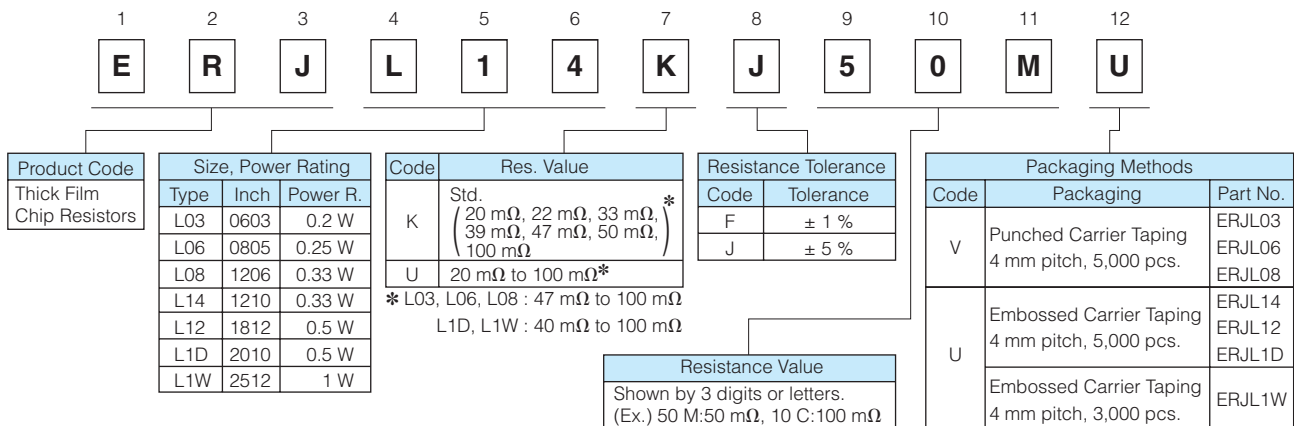 1 2 3 4 5 6 7 8 9 10 11 12
E R J L 1 4 K J 5 0 M U
Product Code
Thick Film
Chip Resistors
Size, Power Rating
Type Inch Power R.
L03 0603 0.2 W
L06 0805 0.25 W
L08 1206 0.33 W
L14 1210 0.33 W
L12 1812 0.5 W
L1D 2010 0.5 W
L1W 2512 1 W
Code Res. Value
K Std.
(20 mΩ, 22 mΩ, 33 mΩ,
39 mΩ, 47 mΩ, 50 mΩ,
100 mΩ)*
U 20 mΩ to 100 mΩ*
* L03, L06, L08 : 47 mΩ to 100 mΩ
L1D, L1W : 40 mΩ to 100 mΩ
Resistance Tolerance
Code Tolerance
F ± 1 %
J ± 5 %
Resistance Value
Shown by 3 digits or letters.
(Ex.) 50 M:50 mΩ, 10 C:100 mΩ
Packaging Methods
Code Packaging Part No.
V Punched Carrier Taping
4 mm pitch, 5,000 pcs.
ERJL03
ERJL06
ERJL08
U Embossed Carrier Taping
4 mm pitch, 5,000 pcs.
ERJL14
ERJL12
ERJL1D
Embossed Carrier Taping
4 mm pitch, 3,000 pcs.
ERJL1W